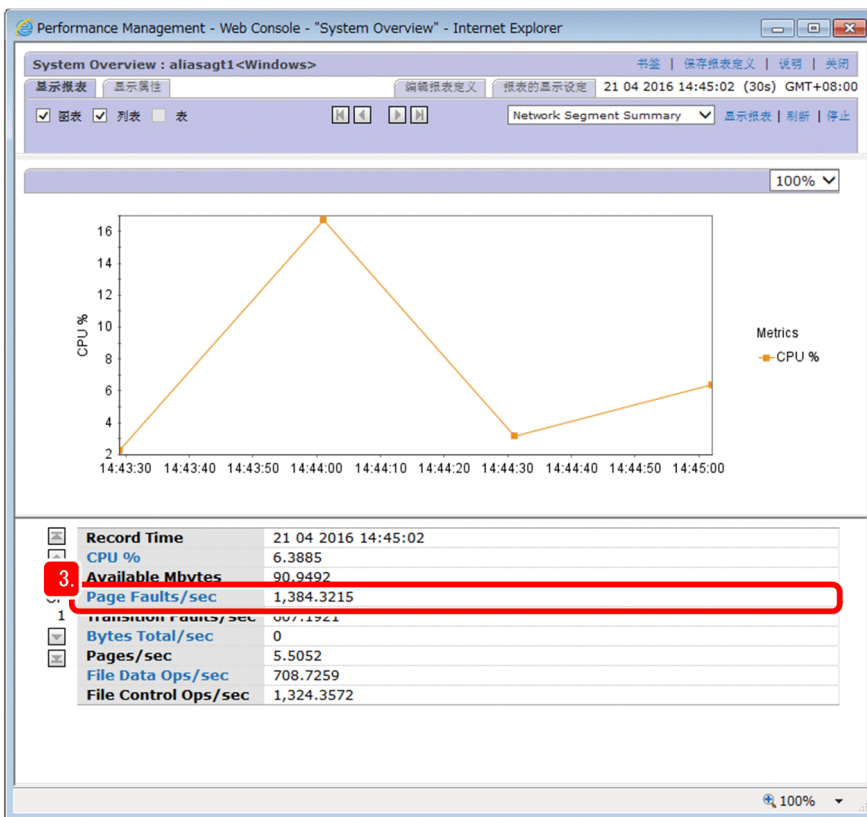 Performance Management - Web Console - "System Overview" - Internet Explorer
System Overview : aliasagt1<Windows> 书签 | 保存报表定义 | 说明 | 关闭
显示报表 显示属性 编辑报表定义 报表的显示设定 21 04 2016 14:45:02 (30s) GMT+08:00
图表 列表 表 Network Segment Summary 显示报表 | 刷新 | 停止
100%
16
14
12
10
8
6
4
2
CPU %
14:43:30 14:43:40 14:43:50 14:44:00 14:44:10 14:44:20 14:44:30 14:44:40 14:44:50 14:45:00
Metrics
CPU %
Record Time 21 04 2016 14:45:02
CPU % 6.3885
3.
Available Mbytes 90.9492
Page Faults/sec 1,384.3215
1 Transition Faults/sec 607.1921
Bytes Total/sec 0
Pages/sec 5.5052
File Data Ops/sec 708.7259
File Control Ops/sec 1,324.3572
100%